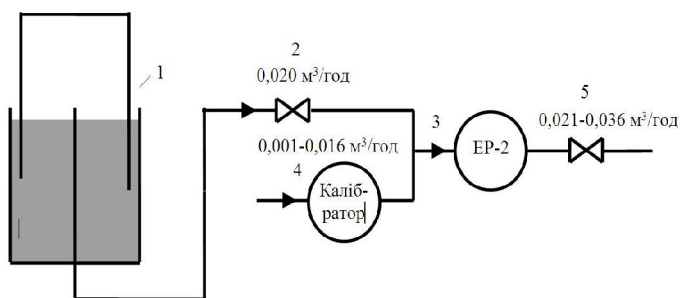 1
2
0,020 м³/год
5
0,021-0,036 м³/год
3
ЕР-2
0,001-0,016 м³/год
4
Каліб-
ратор